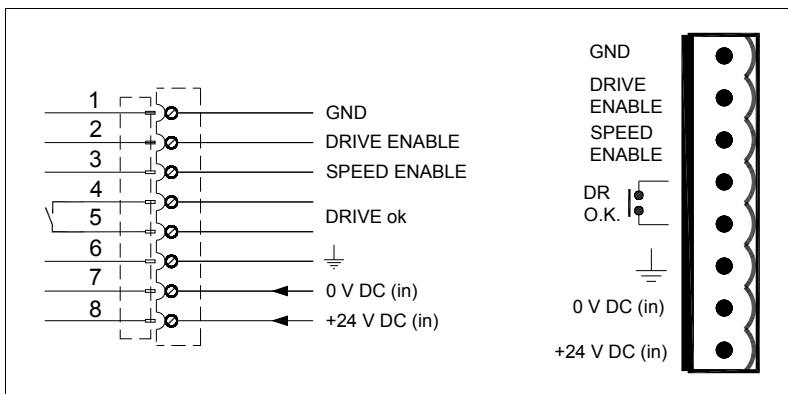 1
GND
2
DRIVE ENABLE
3
SPEED ENABLE
4
5
DRIVE ok
6
7
0 V DC (in)
8
+24 V DC (in)
GND
DRIVE
ENABLE
SPEED
ENABLE
DR
O.K.
0 V DC (in)
+24 V DC (in)